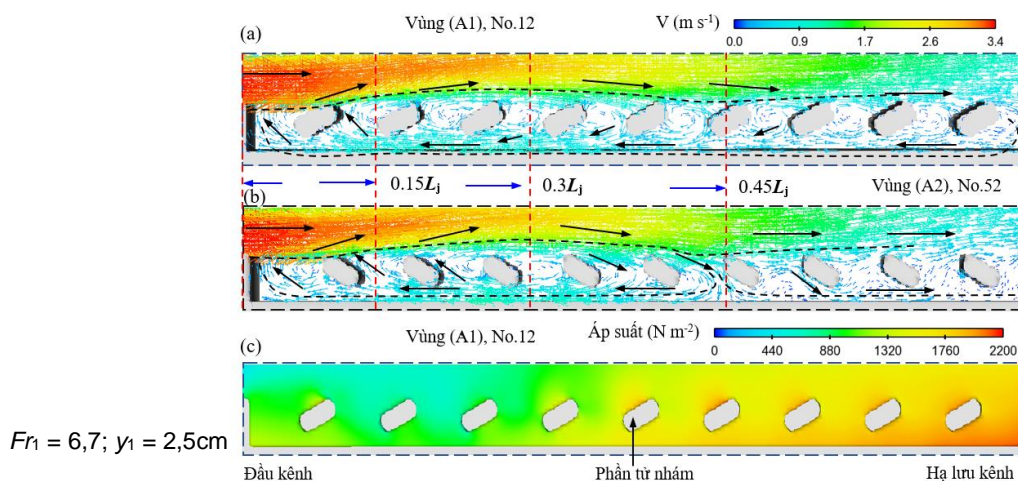 Vùng (A1), No.12
V (m s-1)
0.0 0.9 1.7 2.6 3.4
(a)
0.15Lj 0.3Lj 0.45Lj Vùng (A2), No.52
(b)
Vùng (A1), No.12
Áp suất (N m-2)
0 440 880 1320 1760 2200
(c)
Fr1 = 6,7; y1 = 2,5cm
Đầu kênh Phần tử nhám Hạ lưu kênh